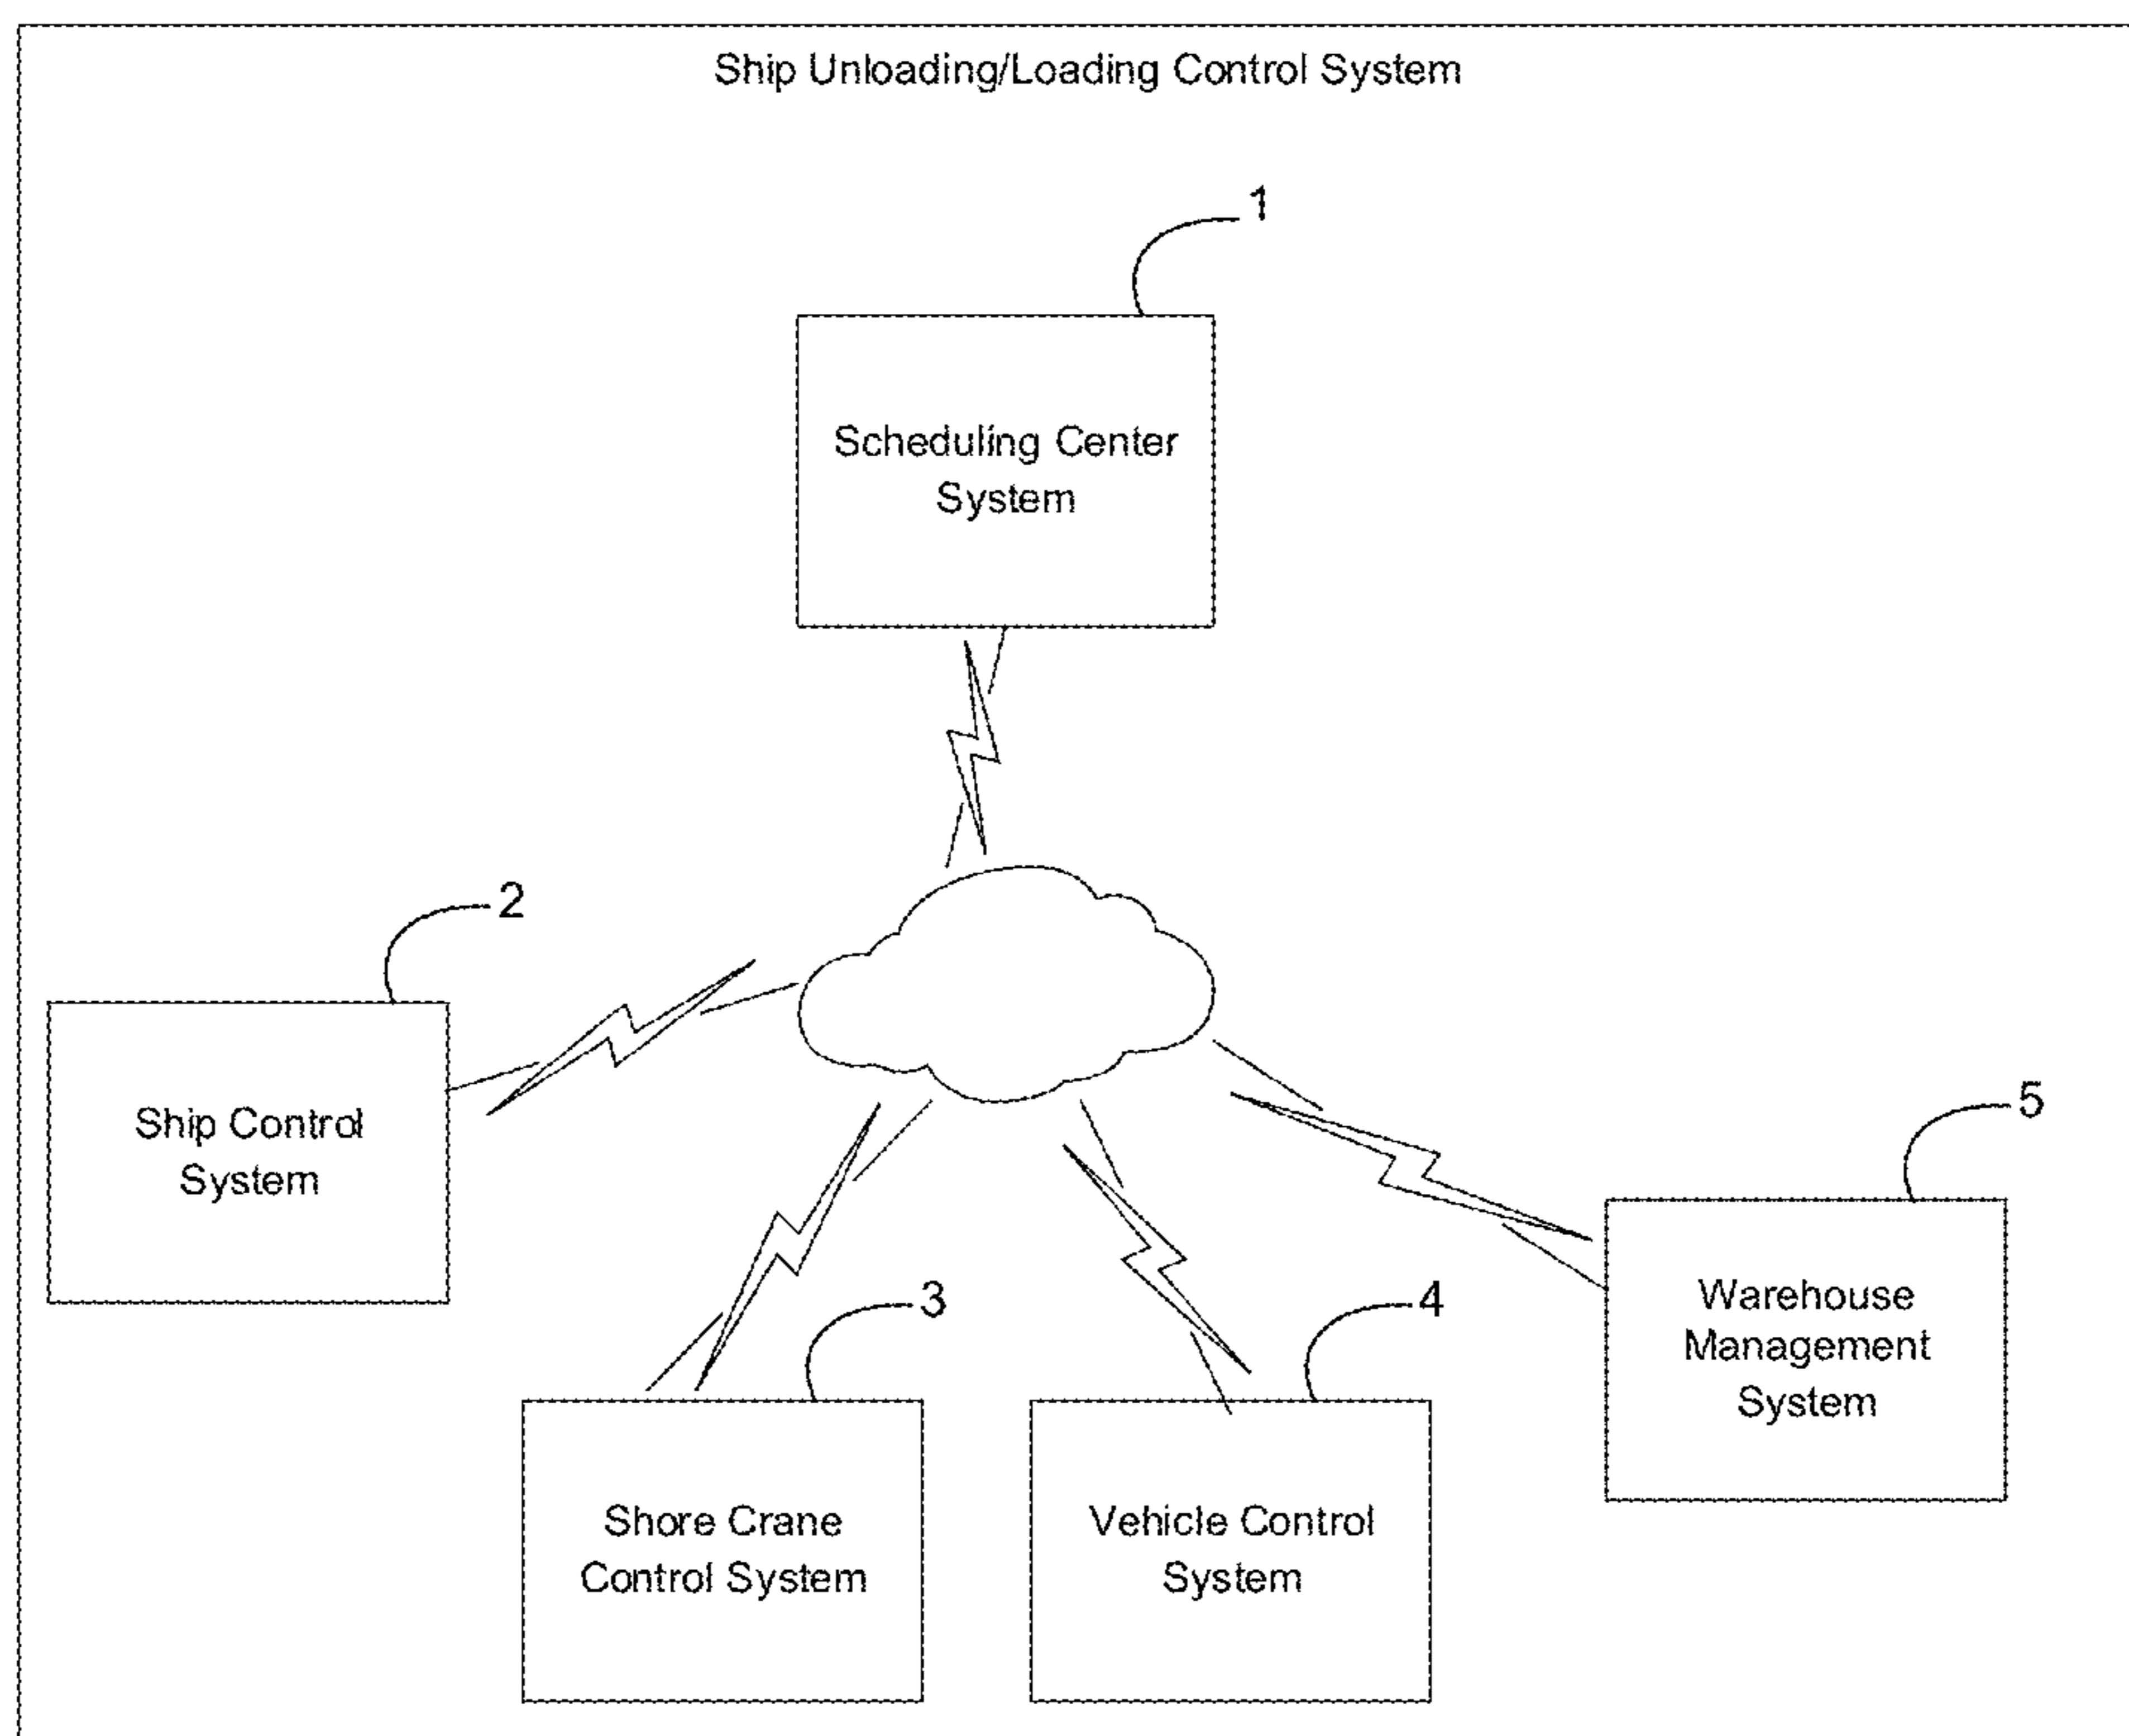 Ship Unloading/Loading Control System
1
Scheduling Center
System
2
Ship Control
System
5
Warehouse
Management
System
3
Shore Crane
Control System
4
Vehicle Control
System